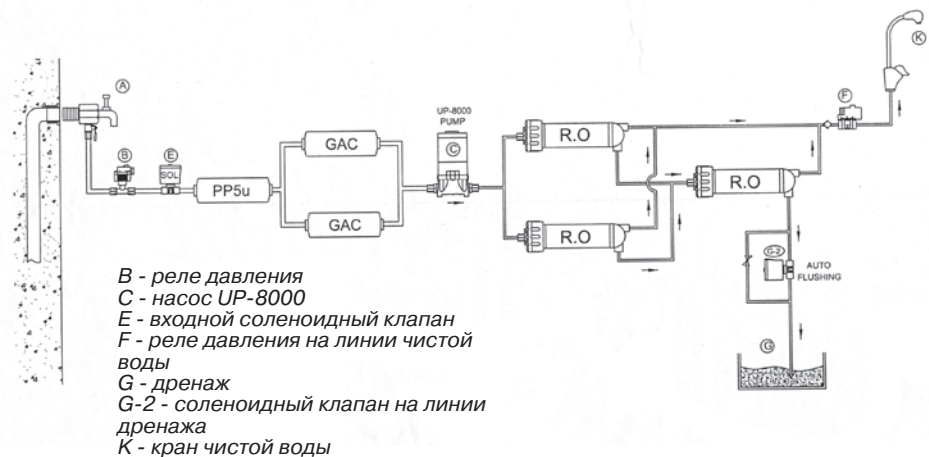 K
A
UP-8000
PUMP
F
C
B
E
SOL
GAC
R.O
PP5u
R.O
GAC
R.O
G-2
AUTO
FLUSHING
G
B - реле давления
C - насос UP-8000
E - входной соленоидный клапан
F - реле давления на линии чистой
воды
G - дренаж
G-2 - соленоидный клапан на линии
дренажа
K - кран чистой воды